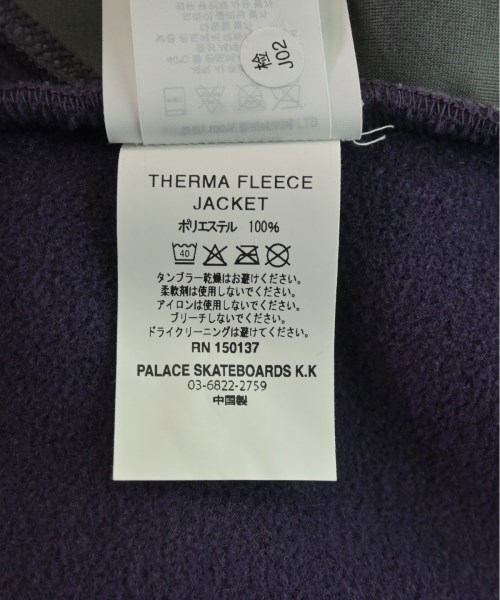 検
J02
THERMA FLEECE
JACKET
ポリエステル 100%
40
タンブラー乾燥はお避けください。
柔軟剤は使用しないでください。
アイロンは使用しないでください。
ブリーチしないでください。
ドライクリーニングは避けてください。
RN 150137
PALACE SKATEBOARDS K.K
03-6822-2759
中国製